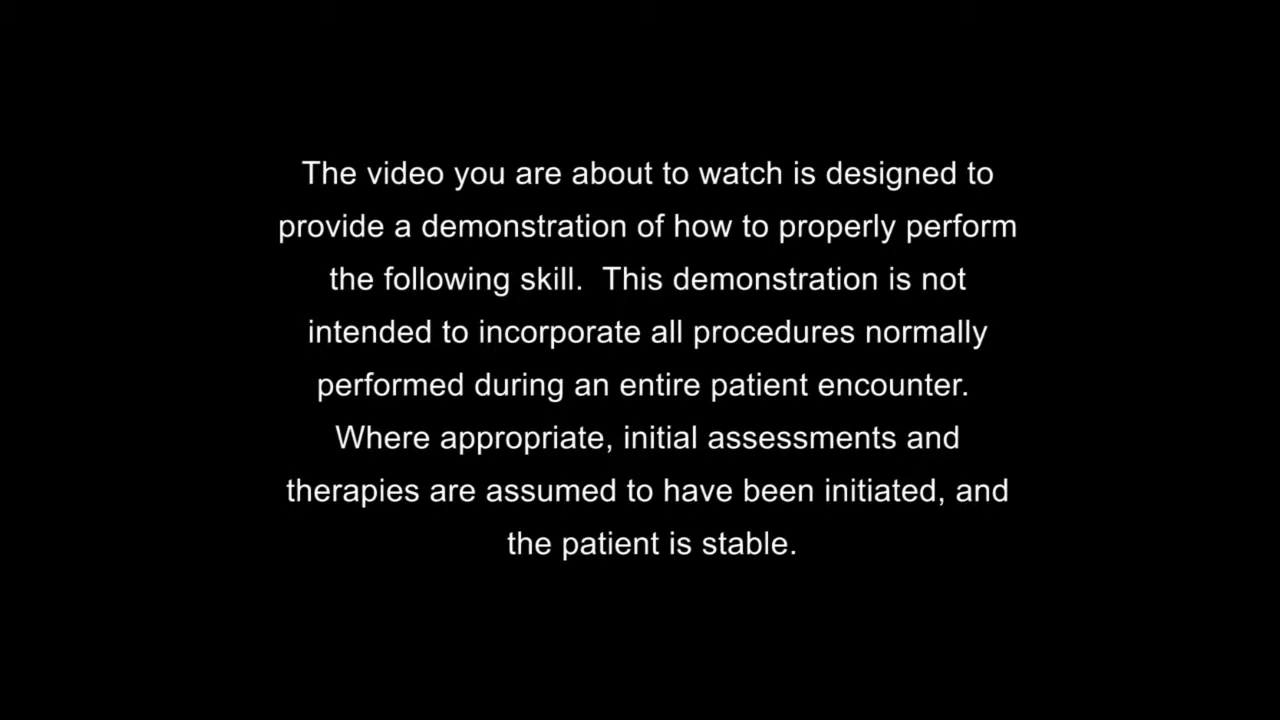 The video you are about to watch is designed to
provide a demonstration of how to properly perform
the following skill.  This demonstration is not
intended to incorporate all procedures normally
performed during an entire patient encounter.
Where appropriate, initial assessments and
therapies are assumed to have been initiated, and
the patient is stable.